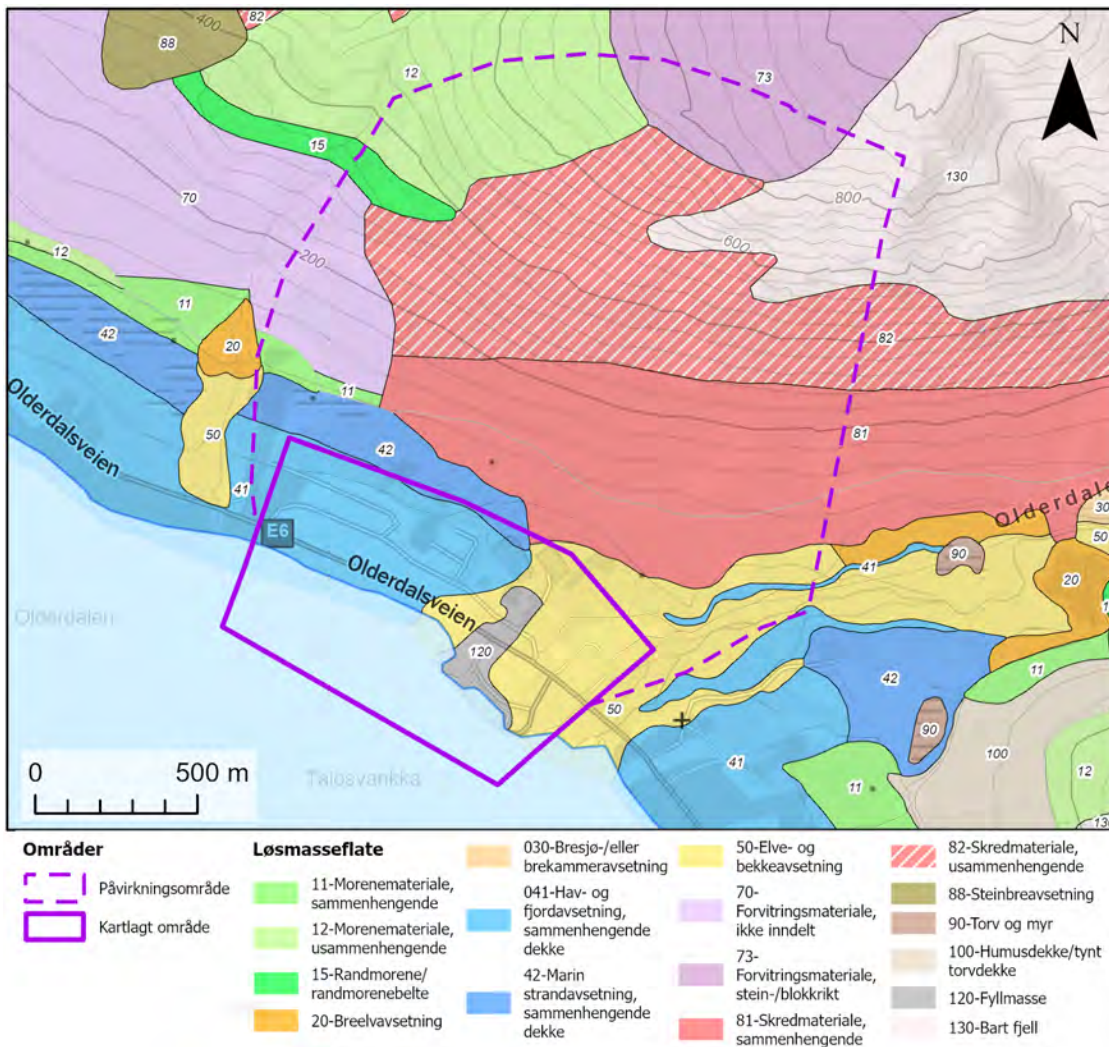 82
400
88
12
N
73
15
130
70
800
200
600
12
11
42
20
82
11
Olderdalsveien
50
42
81
41
Olderdale
30
50
E6
90
41
20
Olderdalsveien
Olderdalen
11
120
42
50
90
100
41
12
0
500 m
Talosvankka
11
130
Områder
Påvirkningsområde
Kartlagt område
Løsmasseflate
11-Morenemateriale,
sammenhengende
12-Morenemateriale,
usammenhengende
15-Randmorene/
randmorenebelte
20-Breelvavsetning
030-Bresjø-/eller
brekammeravsetning
041-Hav- og
fjordavsetning,
sammenhengende
dekke
42-Marin
strandavsetning,
sammenhengende
dekke
50-Elve- og
bekkeavsetning
70-
Forvitringsmateriale,
ikke inndelt
73-
Forvitringsmateriale,
stein-/blokkrikt
81-Skredmateriale,
sammenhengende
82-Skredmateriale,
usammenhengende
88-Steinbreavsetning
90-Torv og myr
100-Humusdekke/tynt
torvdekke
120-Fyllmasse
130-Bart fjell